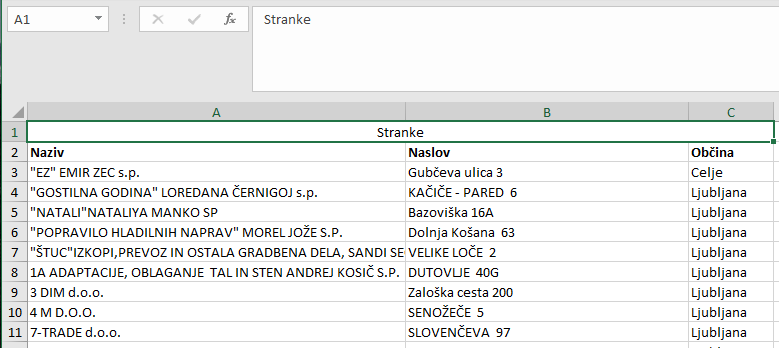 A1 fx Stranke
A B C
1 Stranke
2 Naziv Naslov Občina
3 "EZ" EMIR ZEC s.p. Gubčeva ulica 3 Celje
4 "GOSTILNA GODINA" LOREDANA ČERNIGOJ s.p. KAČIČE - PARED 6 Ljubljana
5 "NATALI"NATALIYA MANKO SP Bazoviška 16A Ljubljana
6 "POPRAVILO HLADILNIH NAPRAV" MOREL JOŽE S.P. Dolnja Košana 63 Ljubljana
7 "ŠTUC"IZKOPI,PREVOZ IN OSTALA GRADBENA DELA, SANDI SE VELIKE LOČE 2 Ljubljana
8 1A ADAPTACIJE, OBLAGANJE TAL IN STEN ANDREJ KOSIČ S.P. DUTOVLJE 40G Ljubljana
9 3 DIM d.o.o. Zaloška cesta 200 Ljubljana
10 4 M D.O.O. SENOŽEČE 5 Ljubljana
11 7-TRADE d.o.o. SLOVENČEVA 97 Ljubljana